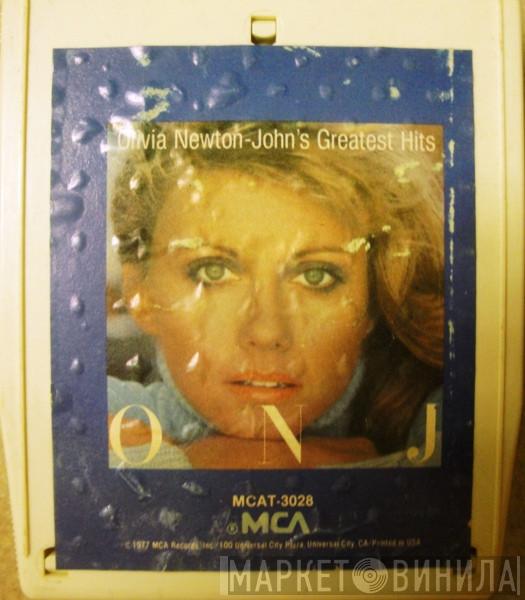 Olivia Newton-John's Greatest Hits
O N J
MCAT-3028
® MCA
© 1977 MCA Records, Inc. 100 Universal City Plaza, Universal City, CA-Printed in USA
МАРКЕТ ВИНИЛА